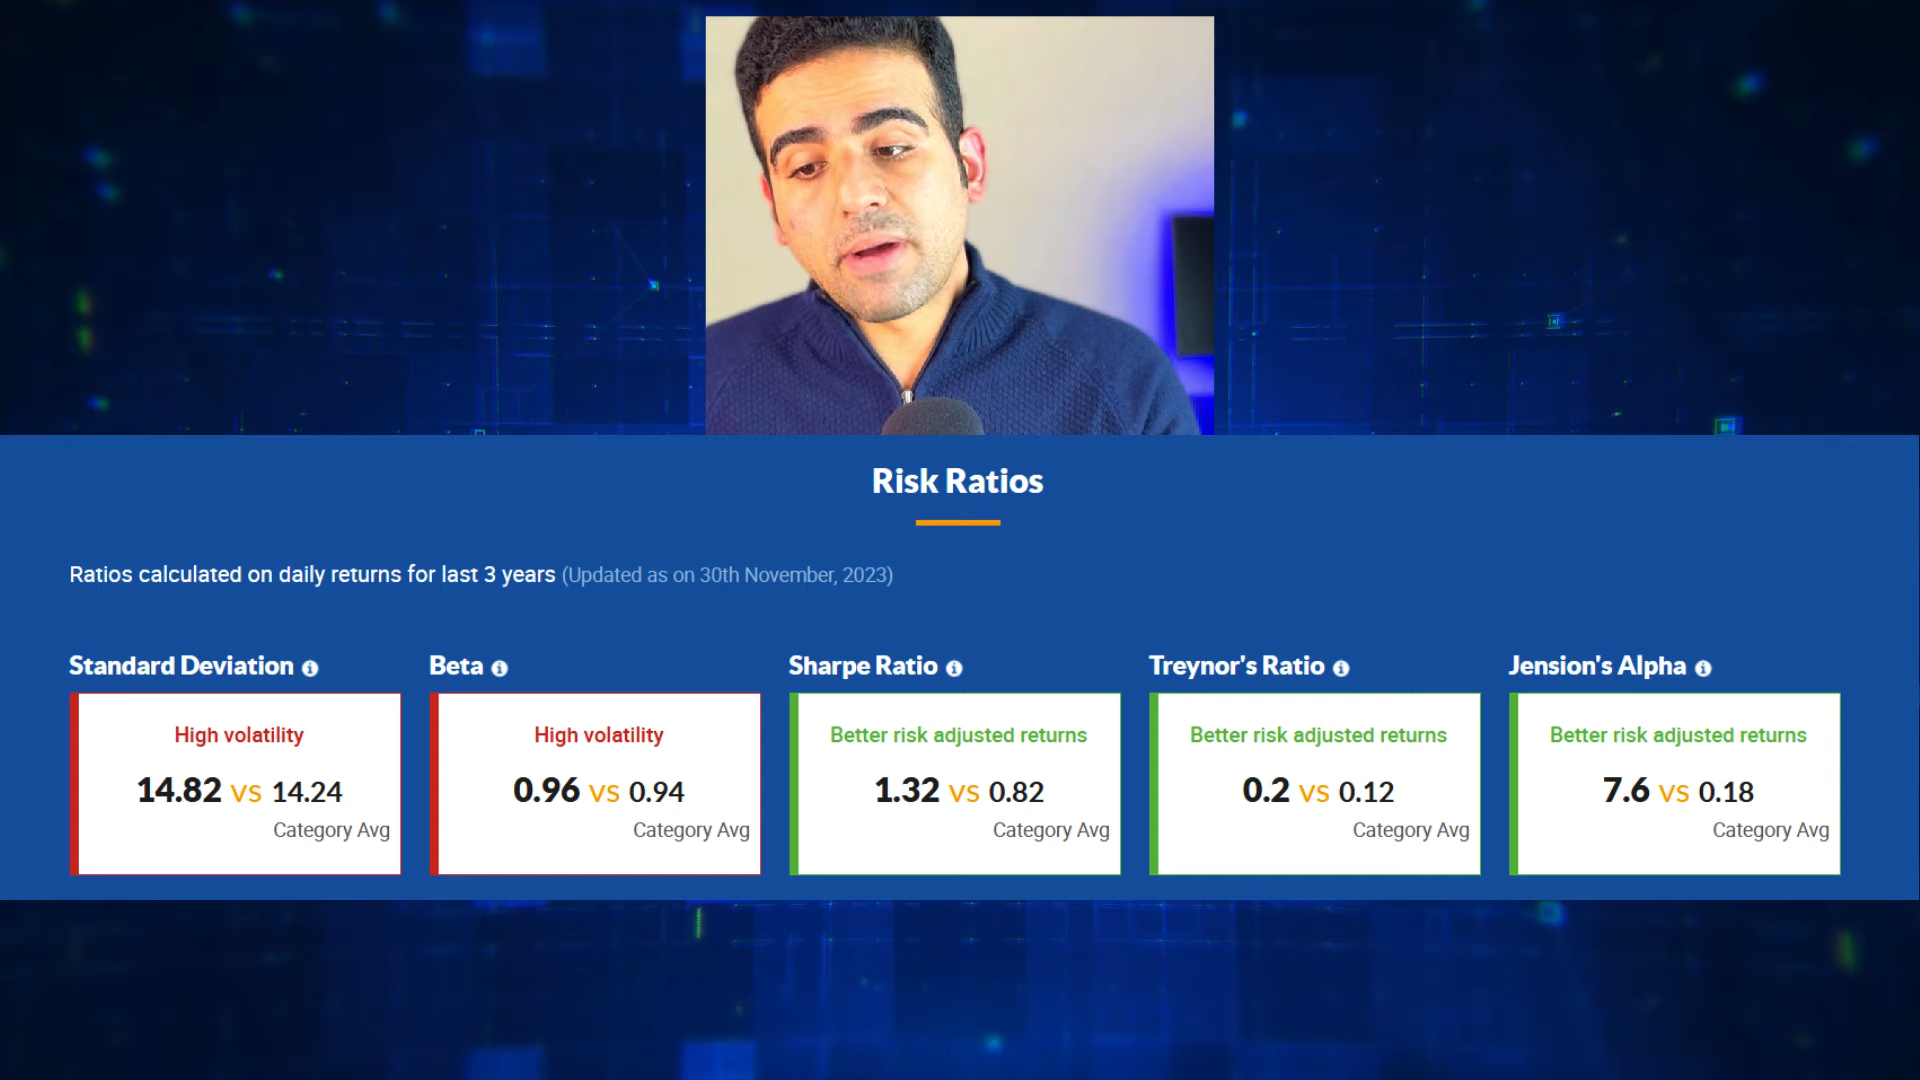 Risk Ratios
Ratios calculated on daily returns for last 3 years (Updated as on 30th November, 2023)
Standard Deviation
High volatility
14.82 vs 14.24
Category Avg
Beta
High volatility
0.96 vs 0.94
Category Avg
Sharpe Ratio
Better risk adjusted returns
1.32 vs 0.82
Category Avg
Treynor's Ratio
Better risk adjusted returns
0.2 vs 0.12
Category Avg
Jension's Alpha
Better risk adjusted returns
7.6 vs 0.18
Category Avg